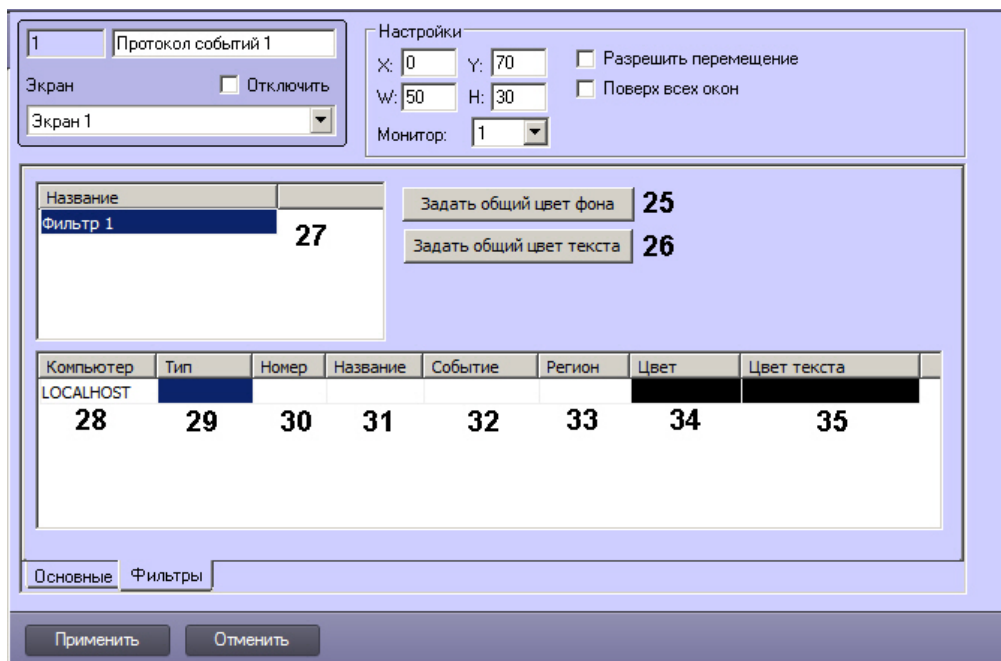 1 Протокол событий 1
Экран Отключить
Экран 1
Настройки
X: 0 Y: 70 Разрешить перемещение
W: 50 H: 30 Поверх всех окон
Монитор: 1
Название
Фильтр 1
27
Задать общий цвет фона 25
Задать общий цвет текста 26
Компьютер Тип Номер Название Событие Регион Цвет Цвет текста
LOCALHOST
28 29 30 31 32 33 34 35
Основные Фильтры
Применить Отменить